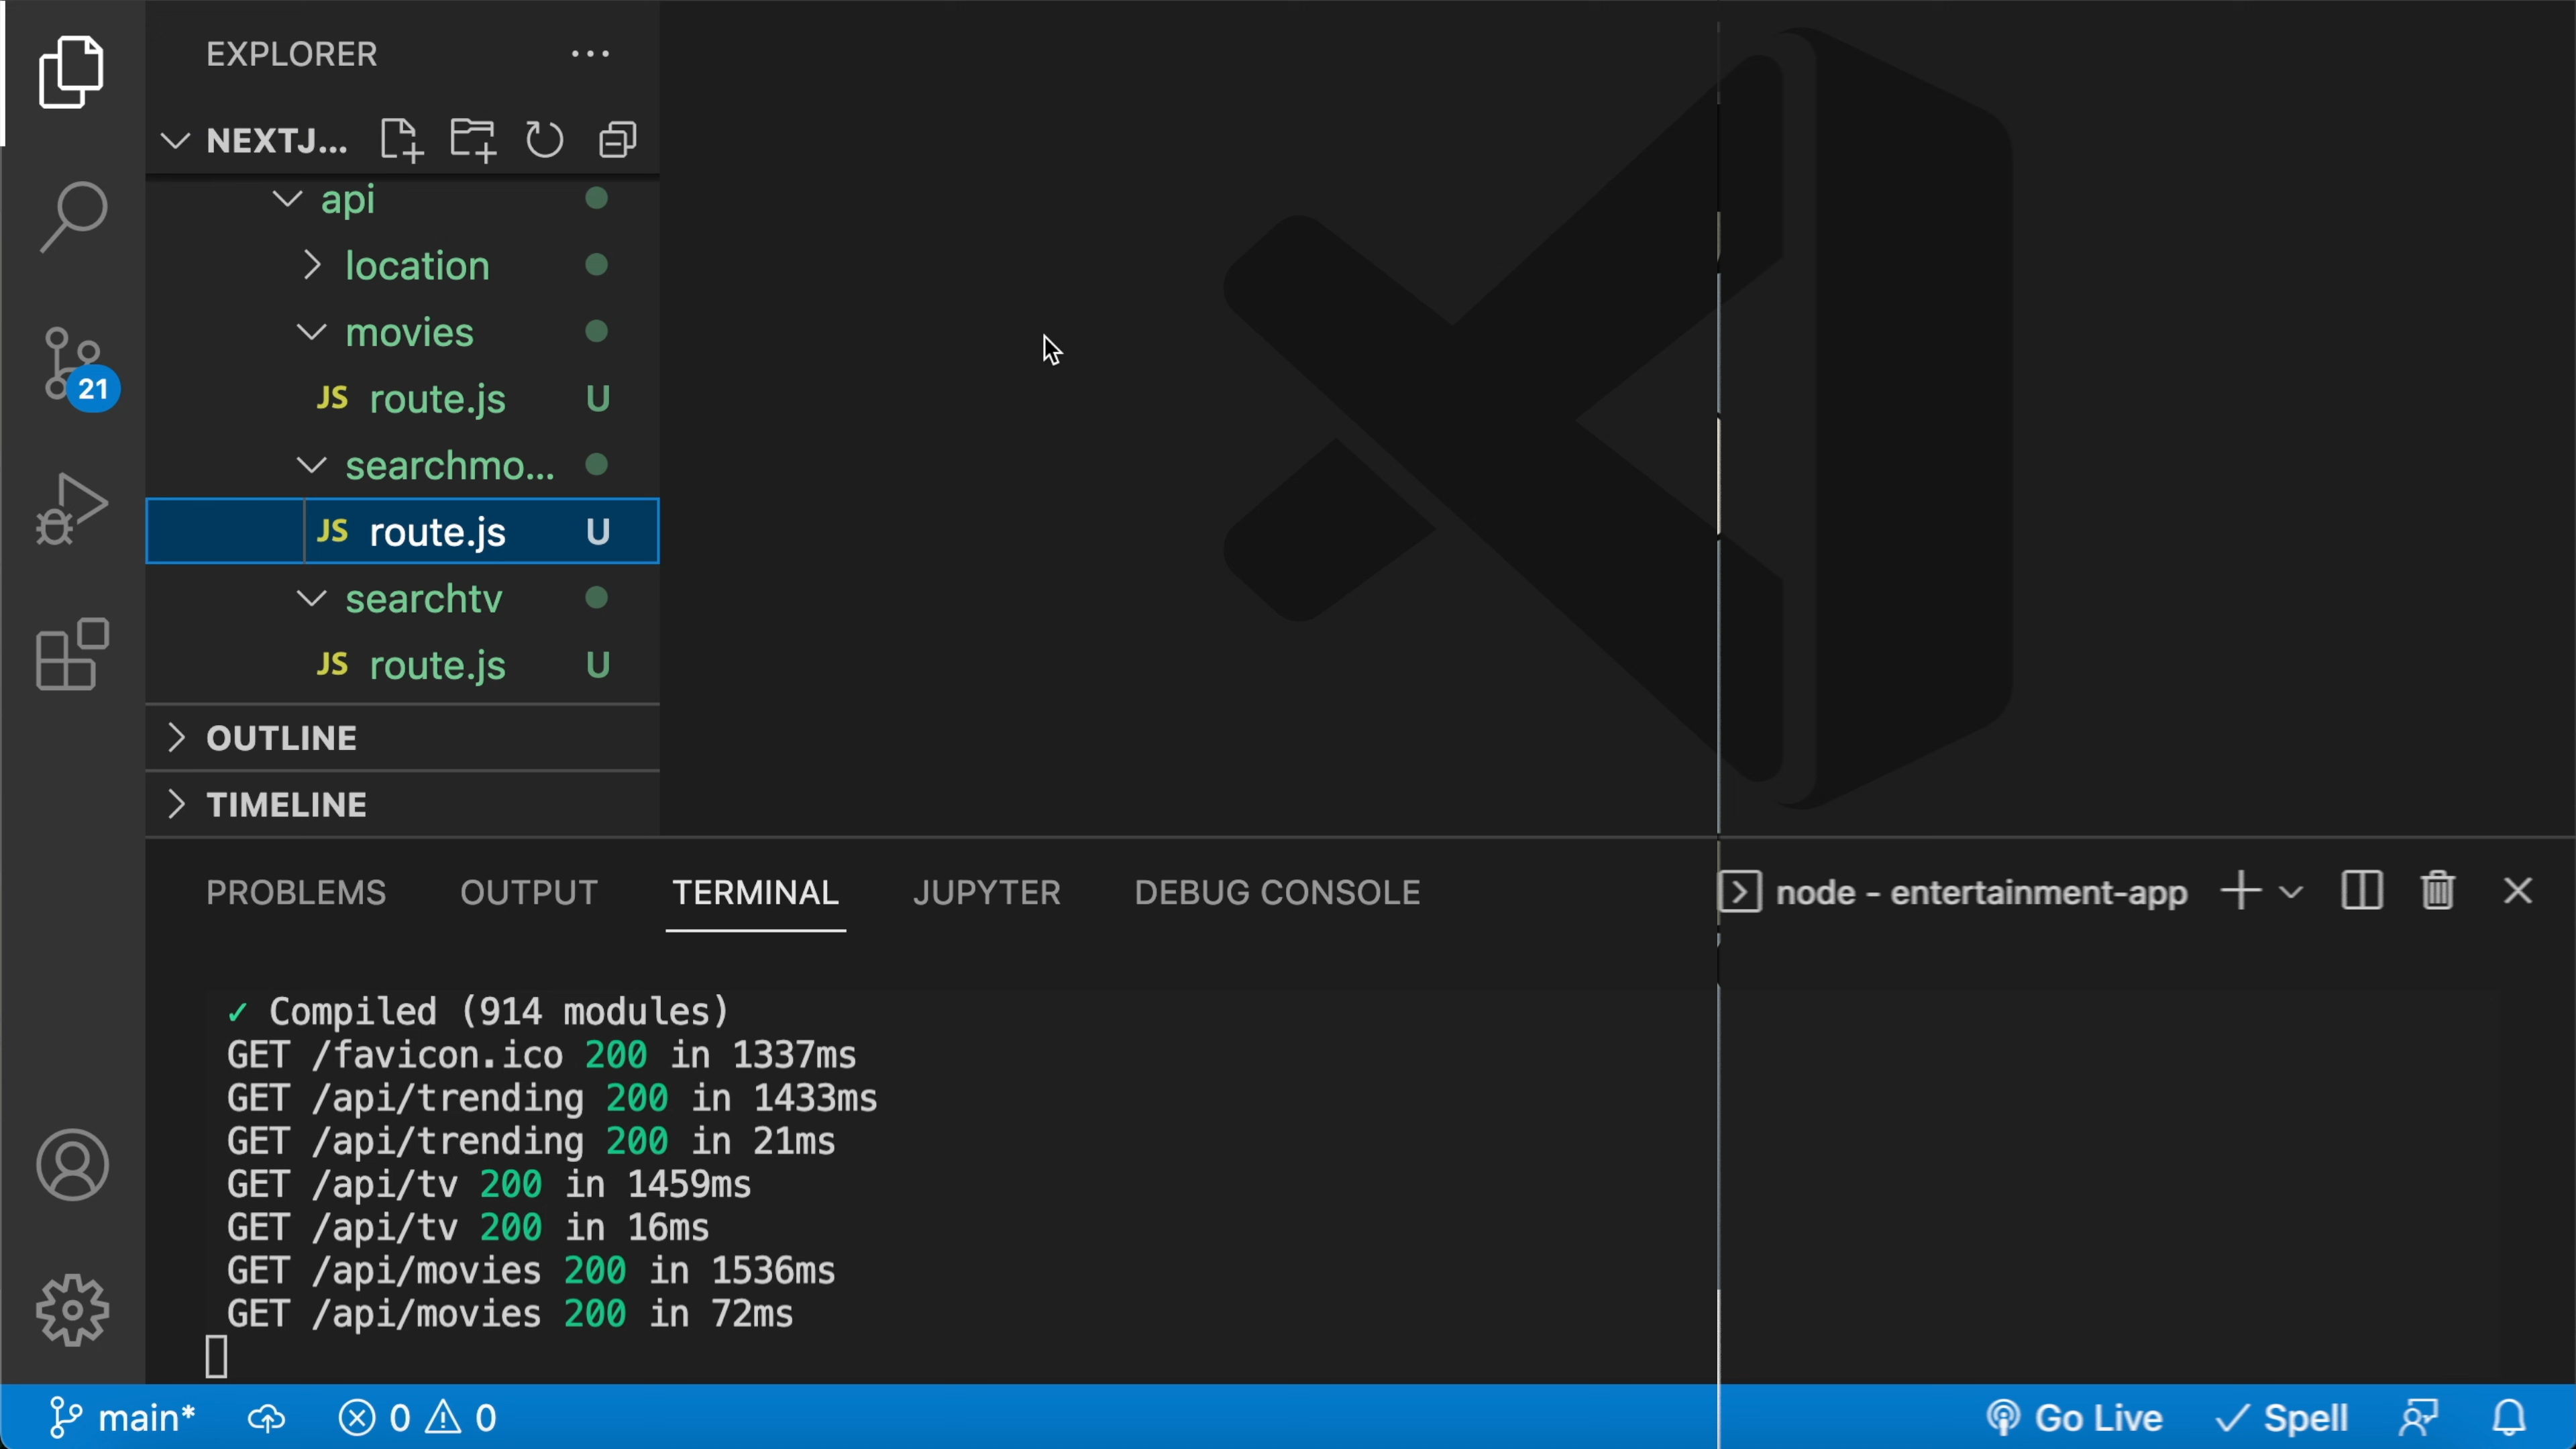 EXPLORER
NEXTJ...
api
location
movies
JS route.js U
searchmo...
JS route.js U
searchtv
JS route.js U
OUTLINE
TIMELINE
21
PROBLEMS OUTPUT TERMINAL JUPYTER DEBUG CONSOLE node - entertainment-app
✓ Compiled (914 modules)
GET /favicon.ico 200 in 1337ms
GET /api/trending 200 in 1433ms
GET /api/trending 200 in 21ms
GET /api/tv 200 in 1459ms
GET /api/tv 200 in 16ms
GET /api/movies 200 in 1536ms
GET /api/movies 200 in 72ms
main* 0 0 Go Live ✓ Spell